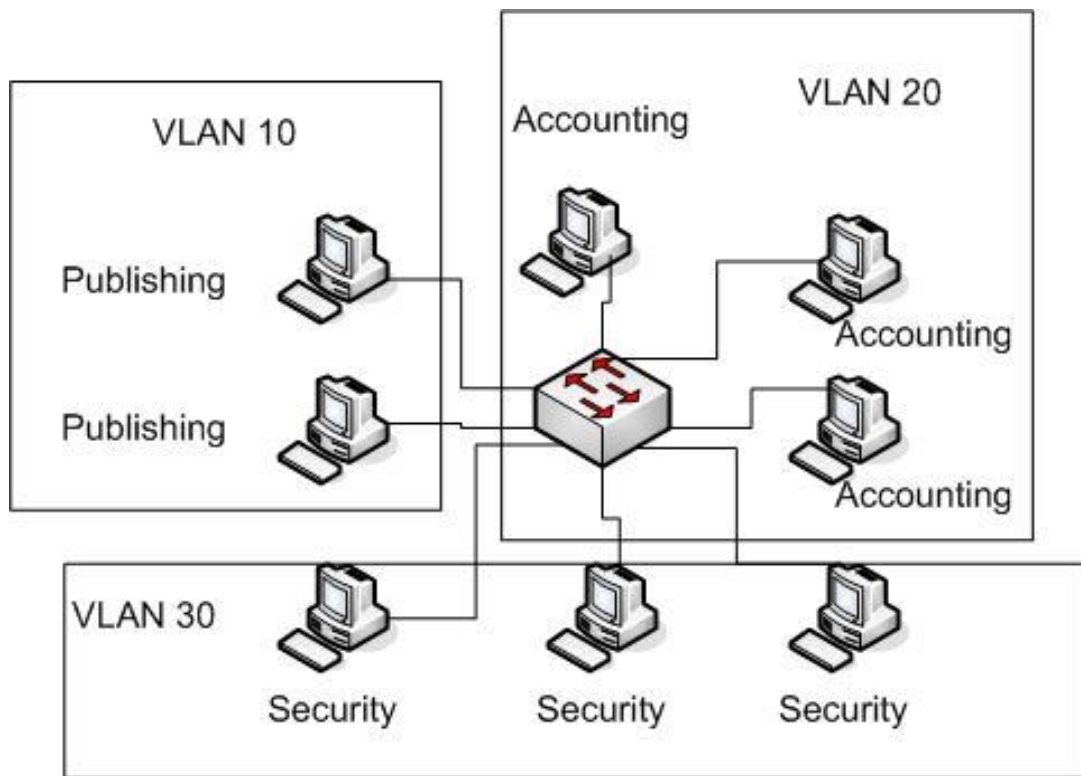 VLAN 10
Publishing
Publishing
VLAN 20
Accounting
Accounting
Accounting
VLAN 30
Security
Security
Security